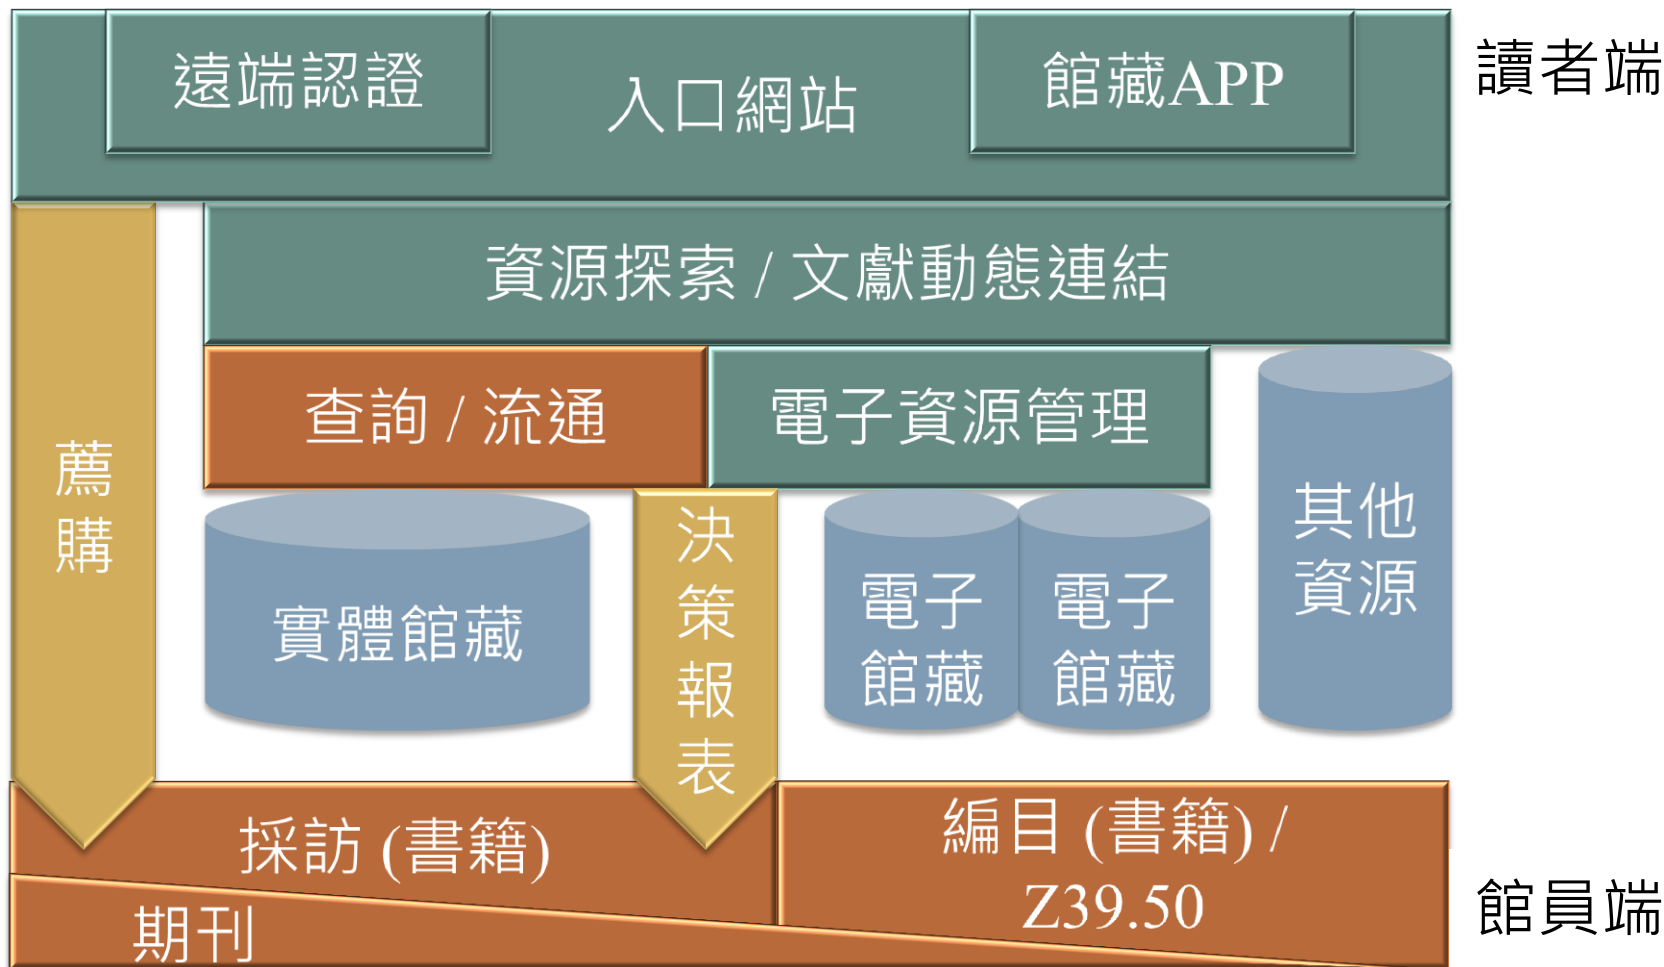 遠端認證
入口網站
館藏APP
讀者端
資源探索 / 文獻動態連結
查詢 / 流通
電子資源管理
薦
購
實體館藏
決
策
報
表
電子
館藏
電子
館藏
其他
資源
採訪 (書籍)
編目 (書籍) /
Z39.50
期刊
館員端